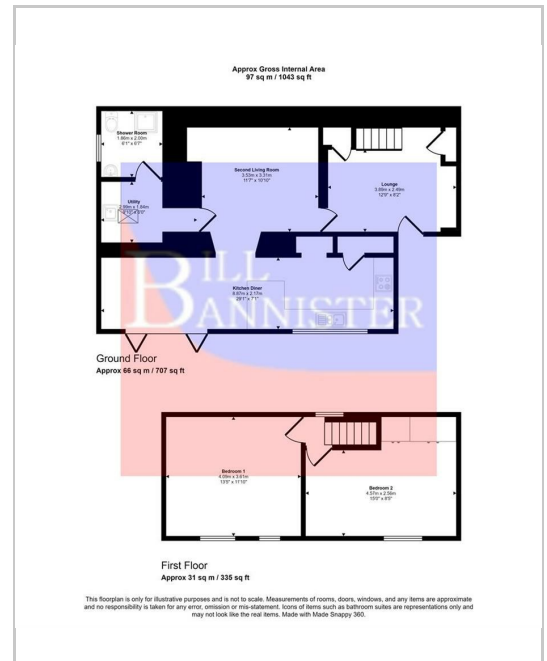 Approx Gross Internal Area
97 sq m / 1043 sq ft
Shower Room
1.86m x 2.00m
6'1" x 6'7"
Second Living Room
3.53m x 3.31m
11'7" x 10'10"
Lounge
3.89m x 2.49m
12'9" x 8'2"
Utility
BILL
BANNISTER
Kitchen Diner
x 2.17m
x 7'1"
Ground Floor
Approx 66 sq m / 707 sq ft
Bedroom 1
4.09m x 3.61m
13'5" x 11'10"
Bedroom 2
4.57m x 2.56m
15'0" x 8'5"
First Floor
Approx 31 sq m / 335 sq ft
This floorplan is only for illustrative purposes and is not to scale. Measurements of rooms, doors, windows, and any items are approximate
and no responsibility is taken for any error, omission or mis-statement. Icons of items such as bathroom suites are representations only and
may not look like the real items. Made with Made Snappy 360.